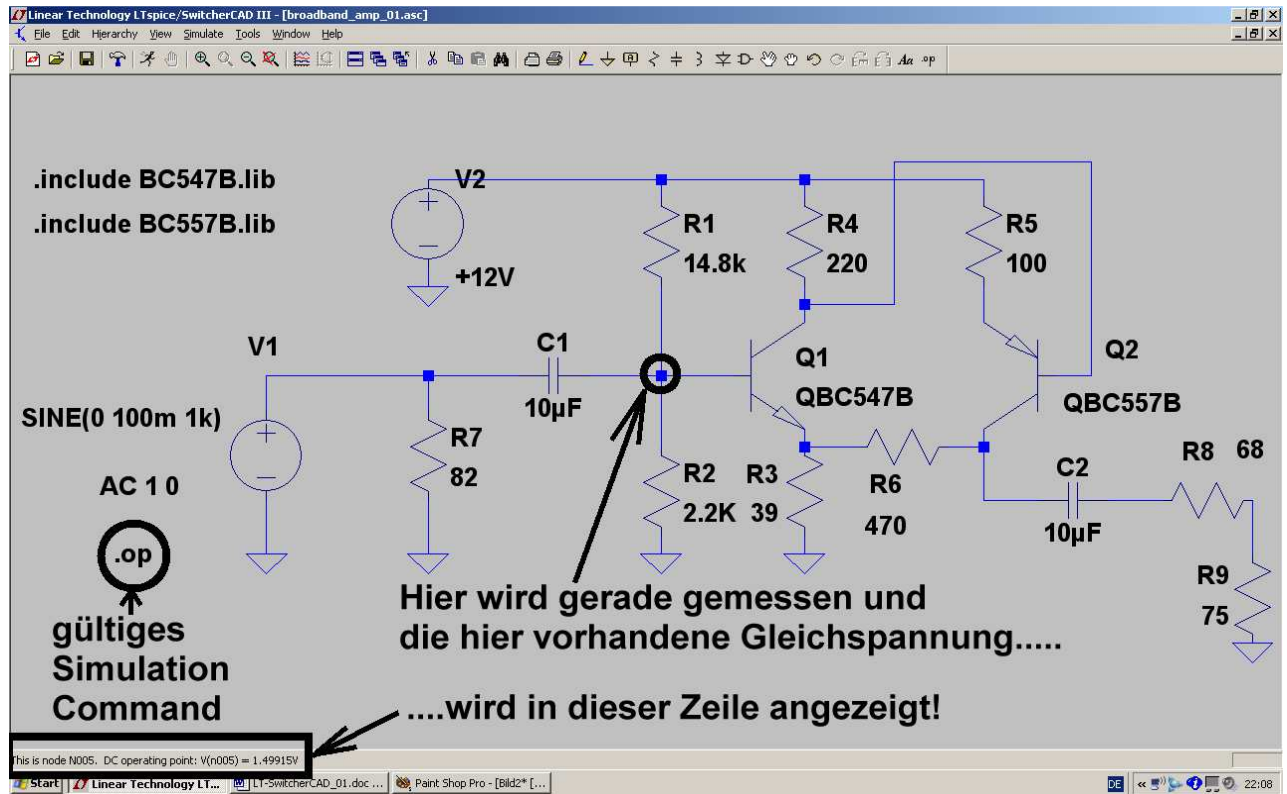 Linear Technology LTspice/SwitcherCAD III - [broadband_amp_01.asc]
File Edit Hierarchy View Simulate Tools Window Help
Aa .op
.include BC547B.lib
.include BC557B.lib
V2
+12V
R1
14.8k
R4
220
R5
100
V1
SINE(0 100m 1k)
AC 1 0
C1
10µF
R7
82
Q1
QBC547B
Q2
QBC557B
R2
2.2K
R3
39
R6
470
C2
10µF
R8 68
R9
75
.op
gültiges
Simulation
Command
Hier wird gerade gemessen und
die hier vorhandene Gleichspannung.....
....wird in dieser Zeile angezeigt!
This is node N005. DC operating point: V(n005) = 1.49915V
Start Linear Technology LT... LT-SwitcherCAD_01.doc ... Paint Shop Pro - [Bild2* [... DE « 22:08